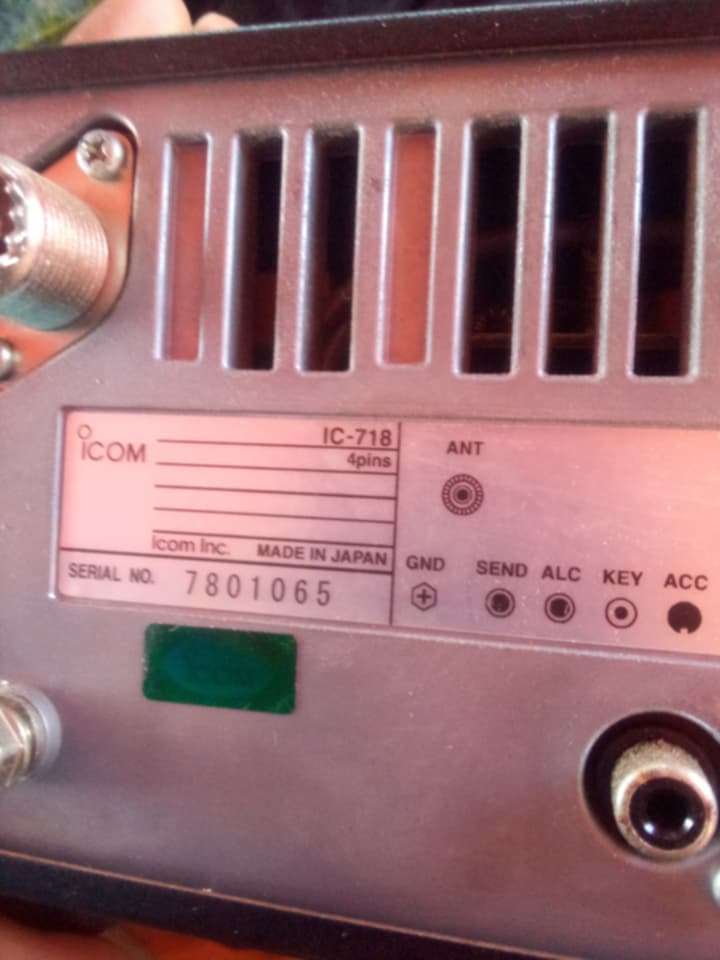 ICOM
IC-718
4pins
Icom Inc. MADE IN JAPAN
SERIAL NO. 7801065
ANT
GND SEND ALC KEY ACC